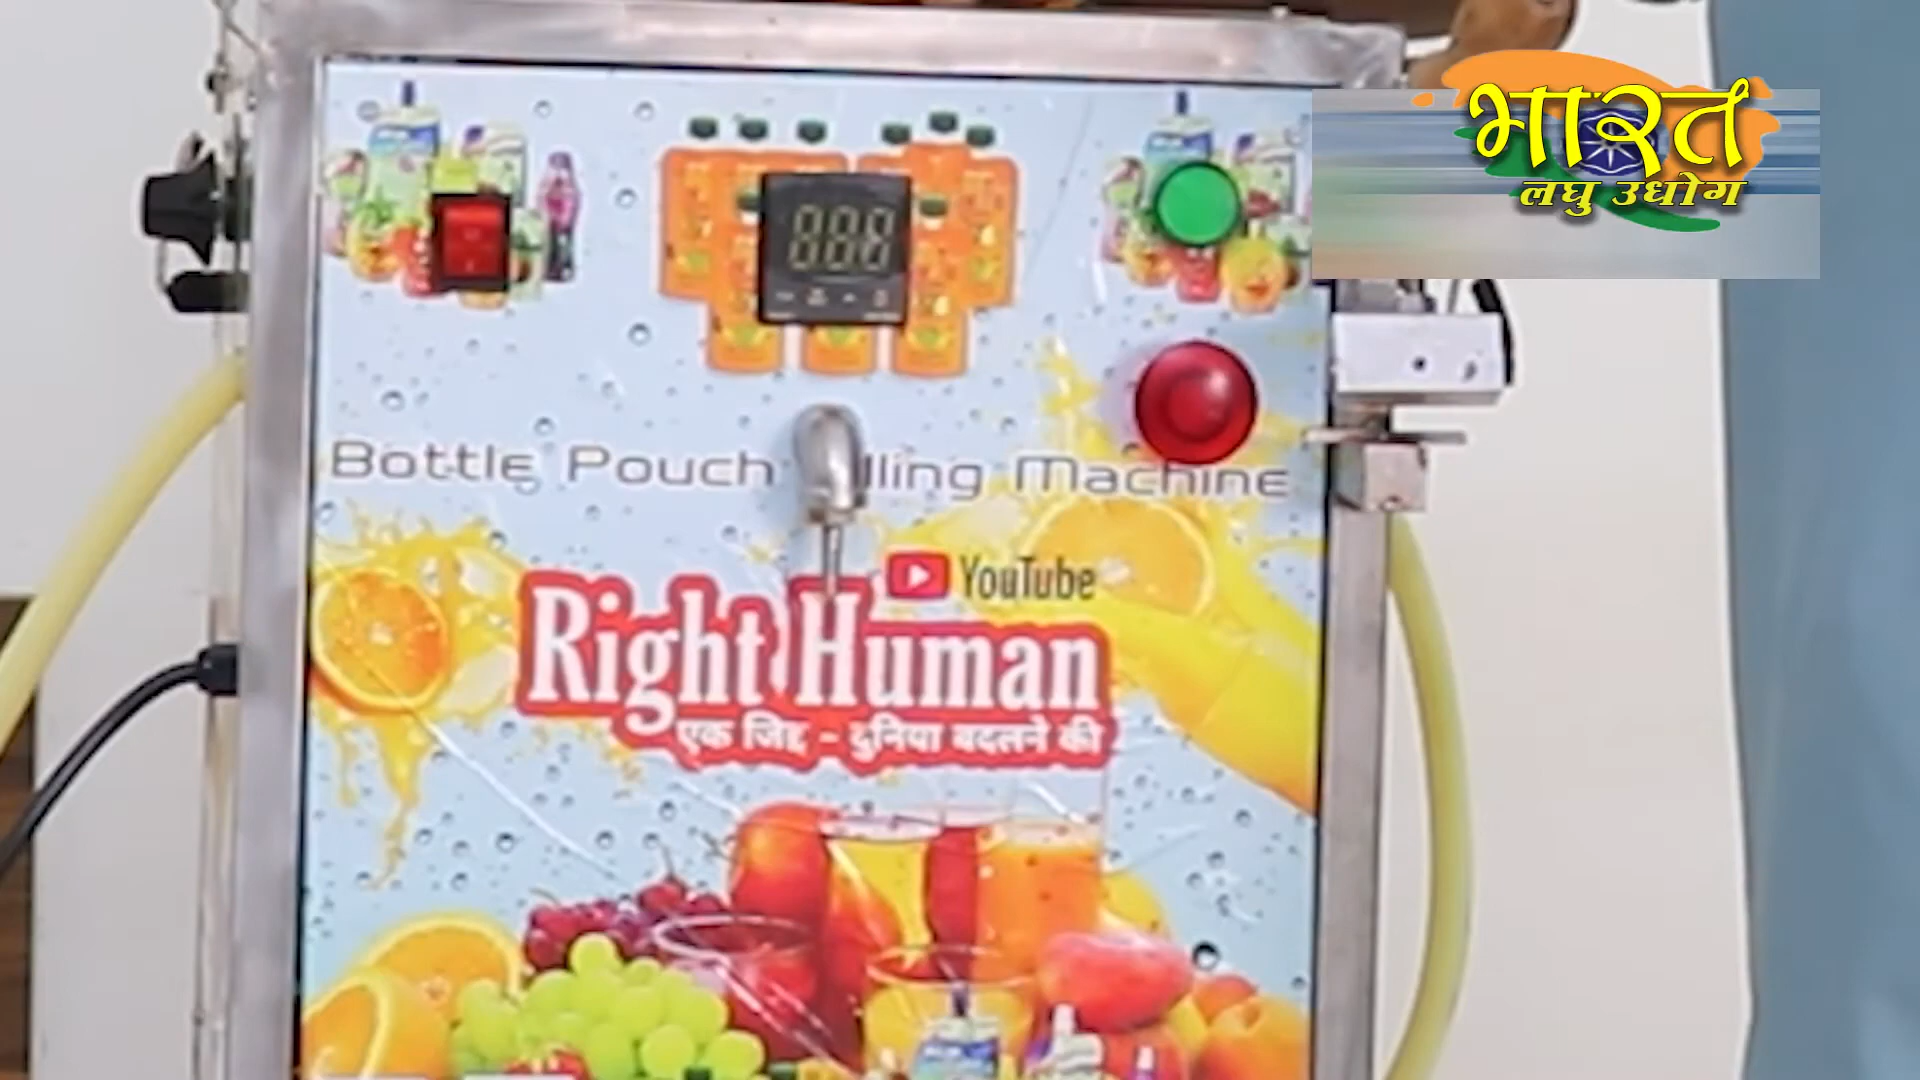 भारत
लघु उधोग
888
Bottle Pouch lling Machine
YouTube
Right Human
एक जिद्द - दुनिया बदलने की